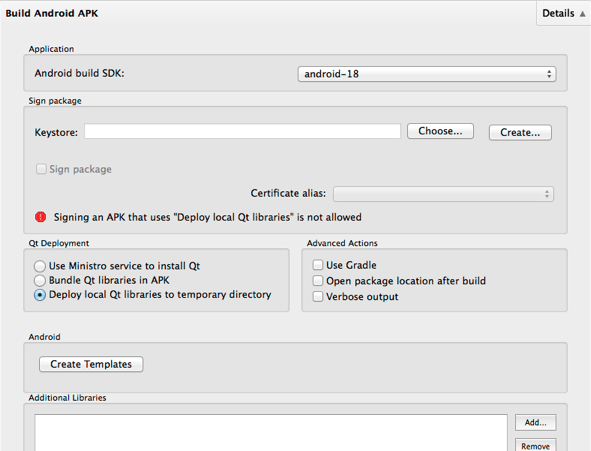 Build Android APK
Details
Application
Android build SDK:
android-18
Sign package
Keystore:
Choose...
Create...
Sign package
Certificate alias:
Signing an APK that uses "Deploy local Qt libraries" is not allowed
Qt Deployment
Use Ministro service to install Qt
Bundle Qt libraries in APK
Deploy local Qt libraries to temporary directory
Advanced Actions
Use Gradle
Open package location after build
Verbose output
Android
Create Templates
Additional Libraries
Add...
Remove